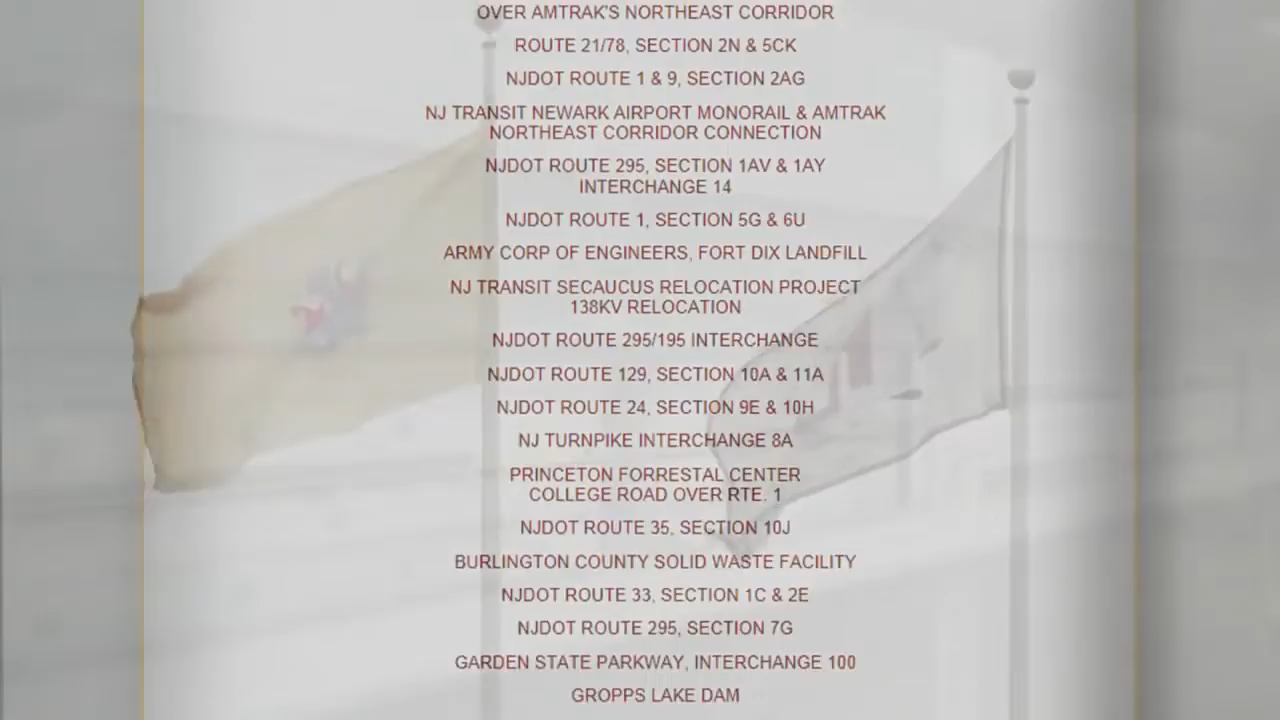 OVER AMTRAK'S NORTHEAST CORRIDOR
ROUTE 21/78, SECTION 2N & 5CK
NJDOT ROUTE 1 & 9, SECTION 2AG
NJ TRANSIT NEWARK AIRPORT MONORAIL & AMTRAK
NORTHEAST CORRIDOR CONNECTION
NJDOT ROUTE 295, SECTION 1AV & 1AY
INTERCHANGE 14
NJDOT ROUTE 1, SECTION 5G & 6U
ARMY CORP OF ENGINEERS, FORT DIX LANDFILL
NJ TRANSIT SECAUCUS RELOCATION PROJECT
138KV RELOCATION
NJDOT ROUTE 295/195 INTERCHANGE
NJDOT ROUTE 129, SECTION 10A & 11A
NJDOT ROUTE 24, SECTION 9E & 10H
NJ TURNPIKE INTERCHANGE 8A
PRINCETON FORRESTAL CENTER
COLLEGE ROAD OVER RTE. 1
NJDOT ROUTE 35, SECTION 10J
BURLINGTON COUNTY SOLID WASTE FACILITY
NJDOT ROUTE 33, SECTION 1C & 2E
NJDOT ROUTE 295, SECTION 7G
GARDEN STATE PARKWAY, INTERCHANGE 100
GROPPS LAKE DAM